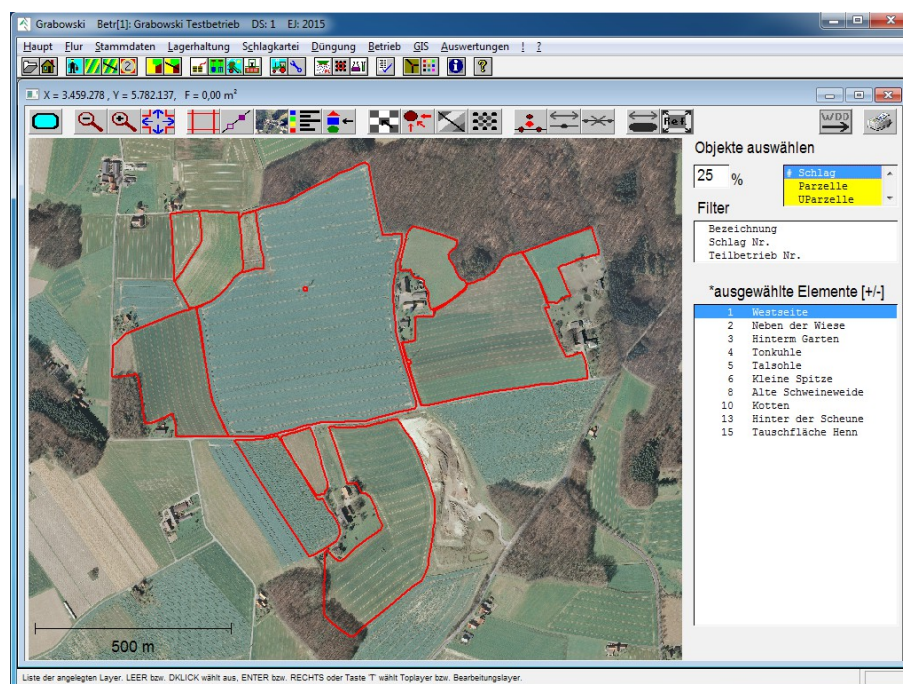 Grabowski Betr[1]: Grabowski Testbetrieb DS: 1 EJ: 2015
Haupt Flur Stammdaten Lagerhaltung Schlagkartei Düngung Betrieb GIS Auswertungen ! ?
X = 3.459.278 , Y = 5.782.137, F = 0,00 m²
Ref.
WDD
Objekte auswählen
25 %
# Schlag
Parzelle
UParzelle
Filter
Bezeichnung
Schlag Nr.
Teilbetrieb Nr.
*ausgewählte Elemente [+/-]
1 Westseite
2 Neben der Wiese
3 Hinterm Garten
4 Tonkuhle
5 Talsohle
6 Kleine Spitze
8 Alte Schweineweide
10 Kotten
13 Hinter der Scheune
15 Tauschfläche Henn
500 m
Liste der angelegten Layer. LEER bzw. DKLICK wählt aus, ENTER bzw. RECHTS oder Taste 'T' wählt Toplayer bzw. Bearbeitungslayer.